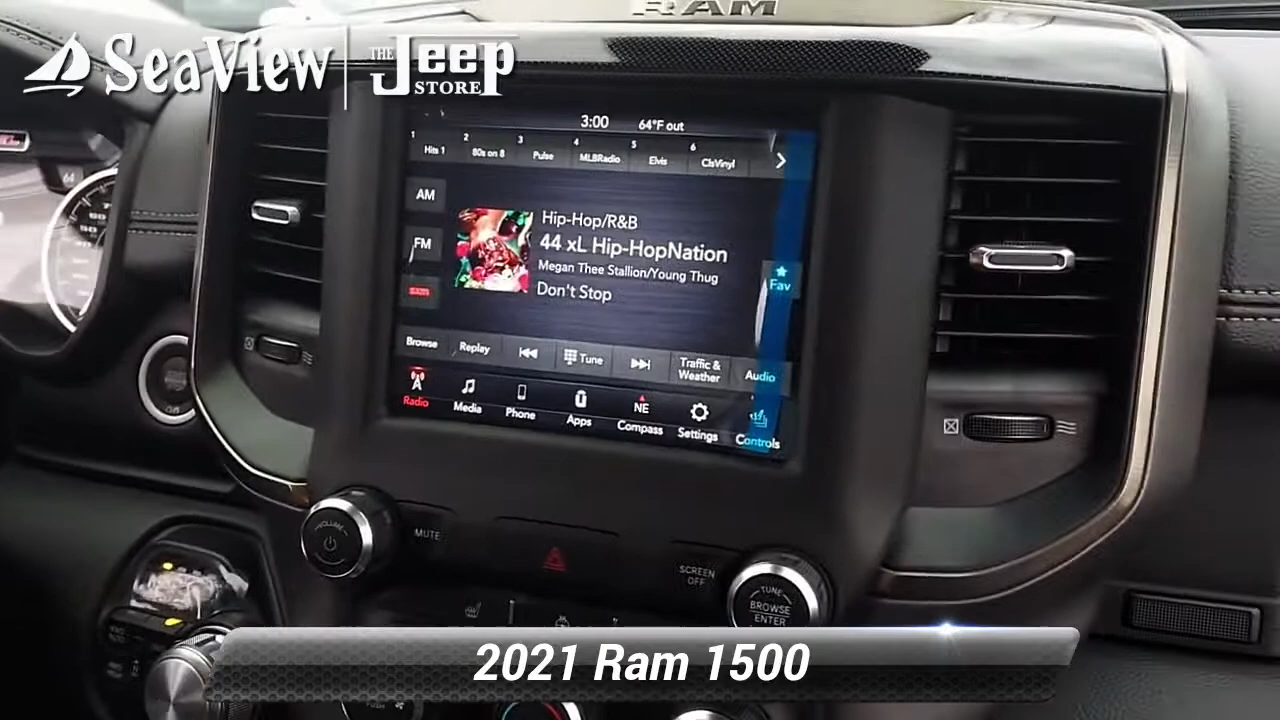 RAM
SeaView THE Jeep STORE
3:00 64°F out
1 Hits 1 2 80s on 8 3 Pulse 4 MLBRadio 5 Elvis 6 ClsVinyl
AM
FM
Hip-Hop/R&B
44 xL Hip-HopNation
Megan Thee Stallion/Young Thug
Don't Stop
Fav
Browse Replay Tune Traffic & Weather Audio
Radio Media Phone Apps NE Compass Settings Controls
VOLUME
MUTE
SCREEN OFF
TUNE
BROWSE
ENTER
PUSH
2021 Ram 1500